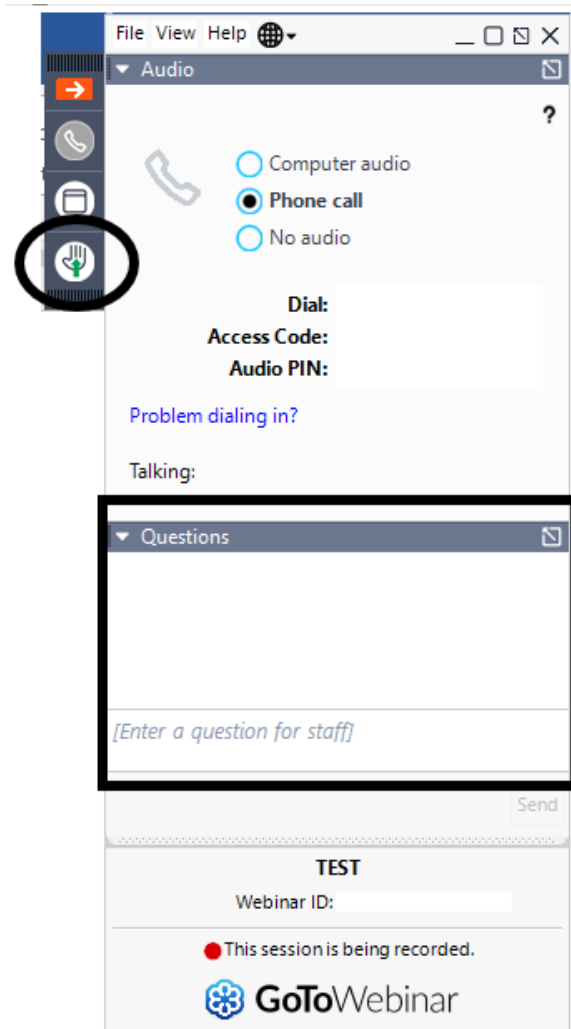 File View Help
Audio
?
Computer audio
Phone call
No audio
Dial:
Access Code:
Audio PIN:
Problem dialing in?
Talking:
Questions
[Enter a question for staff]
Send
TEST
Webinar ID:
This session is being recorded.
GoToWebinar